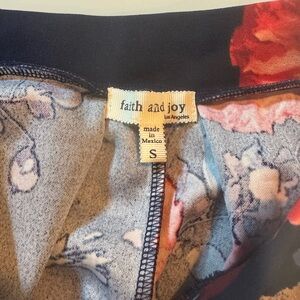 faith and joy
Los Angeles
made
in
Mexico
S